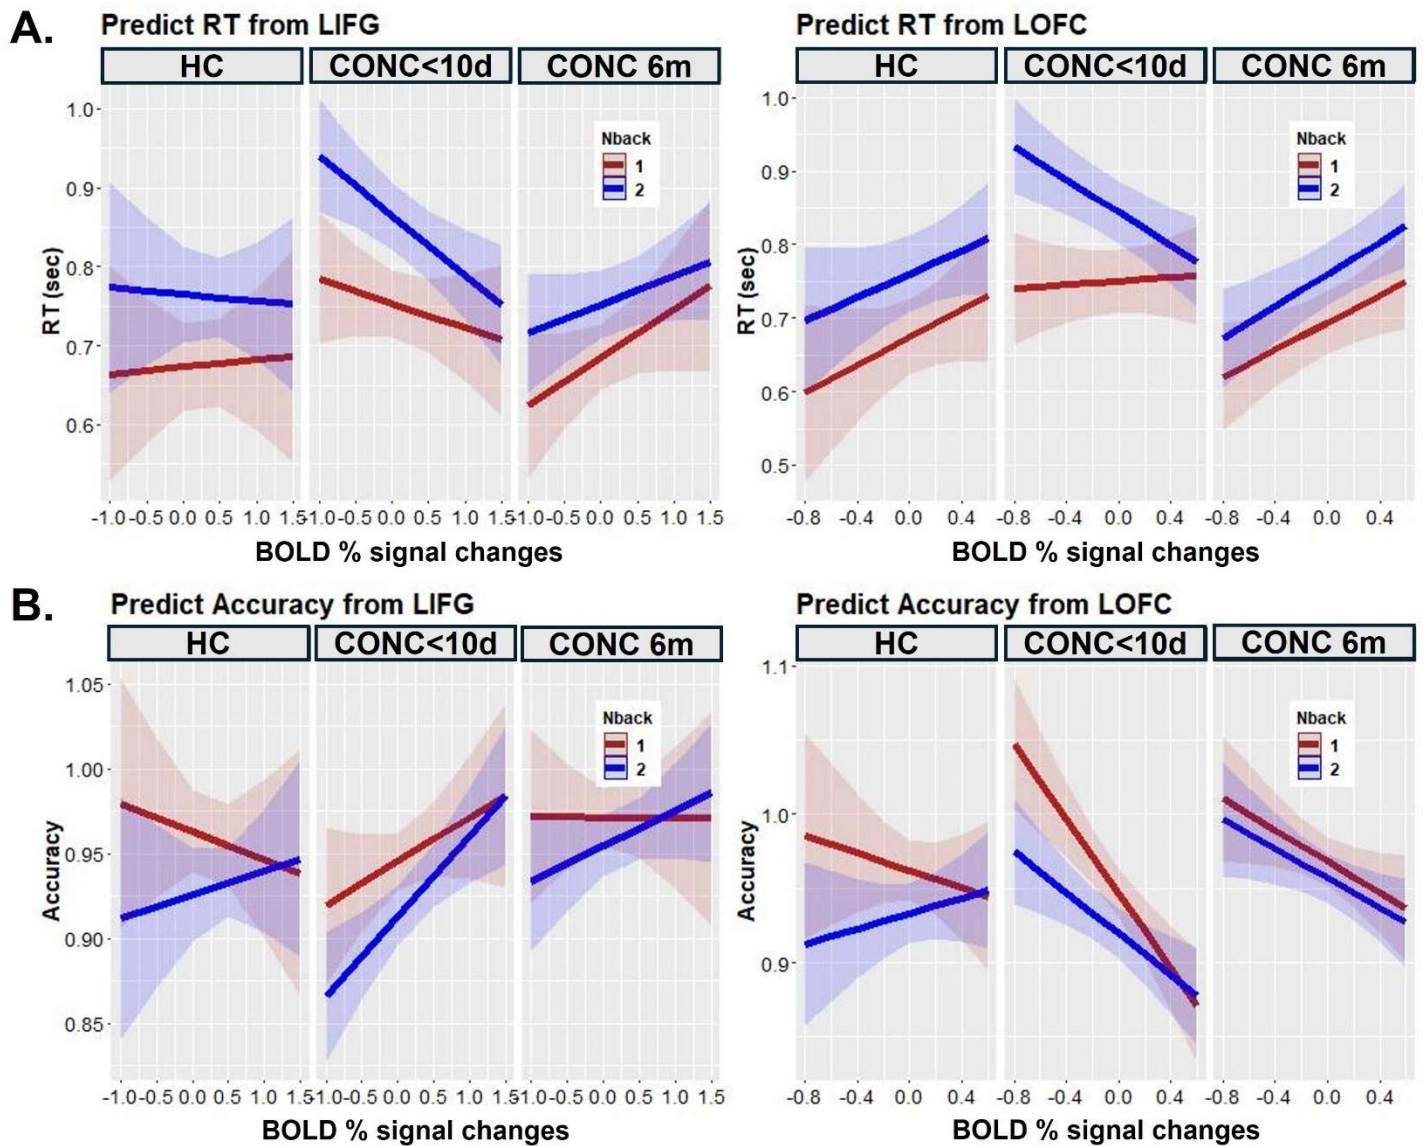 A.
Predict RT from LIFG
HC
CONC<10d
CONC 6m
RT (sec)
1.0
0.9
0.8
0.7
0.6
Nback
1
2
-1.0 -0.5 0.0 0.5 1.0 1.5
-1.0 -0.5 0.0 0.5 1.0 1.5
-1.0 -0.5 0.0 0.5 1.0 1.5
BOLD % signal changes
Predict RT from LOFC
HC
CONC<10d
CONC 6m
RT (sec)
1.0
0.9
0.8
0.7
0.6
0.5
Nback
1
2
-0.8 -0.4 0.0 0.4
-0.8 -0.4 0.0 0.4
-0.8 -0.4 0.0 0.4
BOLD % signal changes
B.
Predict Accuracy from LIFG
HC
CONC<10d
CONC 6m
Accuracy
1.05
1.00
0.95
0.90
0.85
Nback
1
2
-1.0 -0.5 0.0 0.5 1.0 1.5
-1.0 -0.5 0.0 0.5 1.0 1.5
-1.0 -0.5 0.0 0.5 1.0 1.5
BOLD % signal changes
Predict Accuracy from LOFC
HC
CONC<10d
CONC 6m
Accuracy
1.1
1.0
0.9
Nback
1
2
-0.8 -0.4 0.0 0.4
-0.8 -0.4 0.0 0.4
-0.8 -0.4 0.0 0.4
BOLD % signal changes